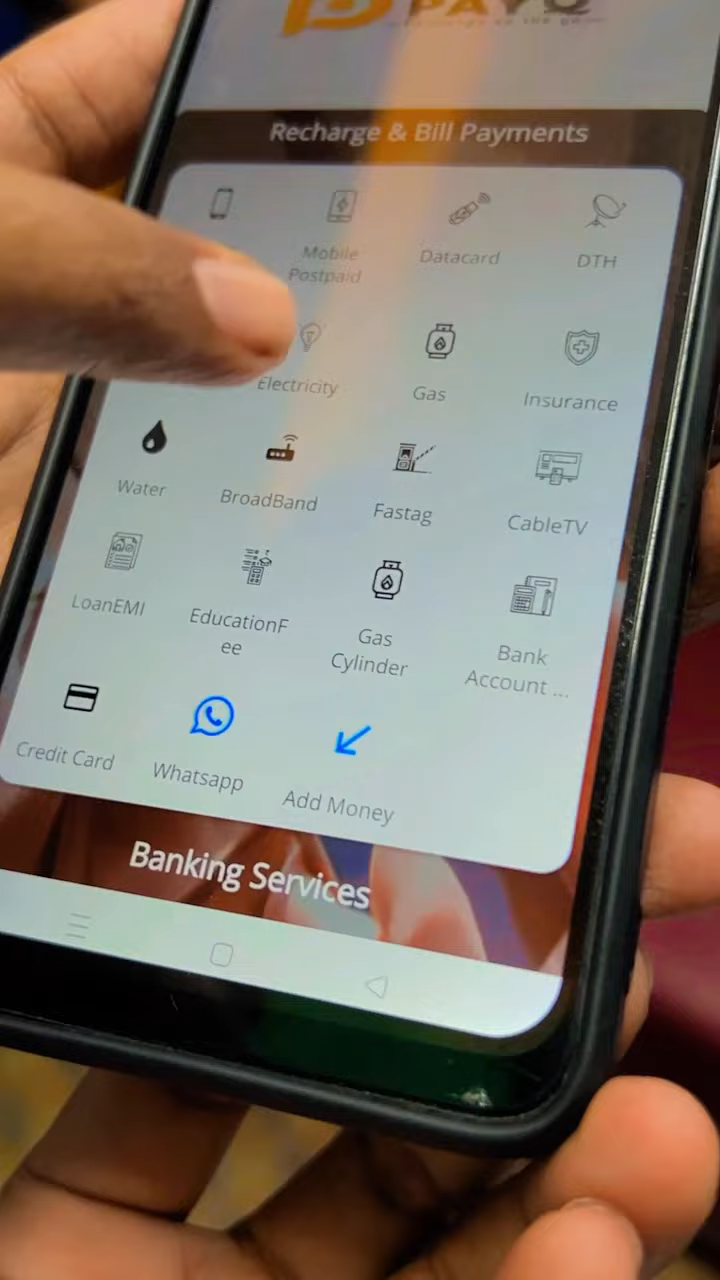 PAYQ
Recharge & Bill Payments
Mobile
Postpaid
Datacard
DTH
Electricity
Gas
Insurance
Water
BroadBand
Fastag
CableTV
LoanEMI
EducationF
ee
Gas
Cylinder
Bank
Account ...
Credit Card
Whatsapp
Add Money
Banking Services